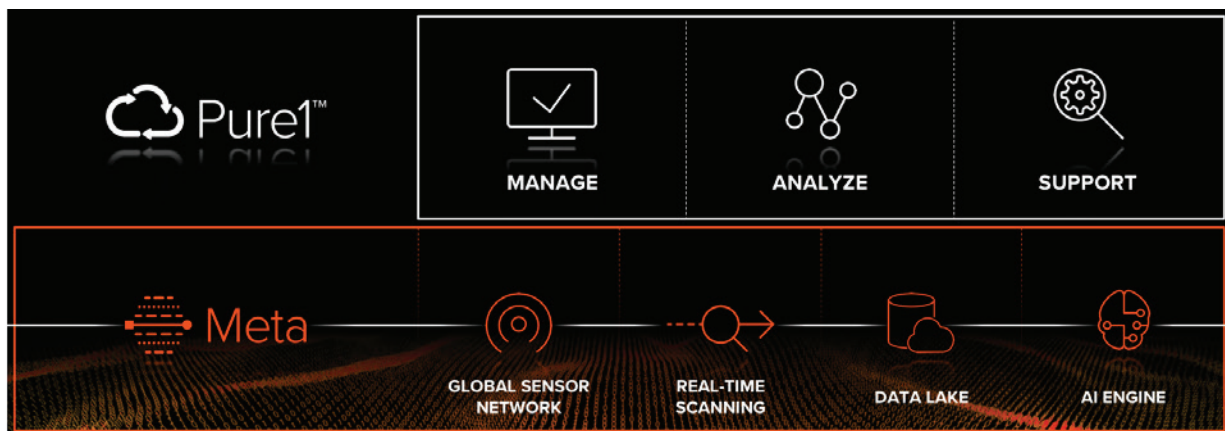 Pure1™
MANAGE
ANALYZE
SUPPORT
Meta
GLOBAL SENSOR
NETWORK
REAL-TIME
SCANNING
DATA LAKE
AI ENGINE